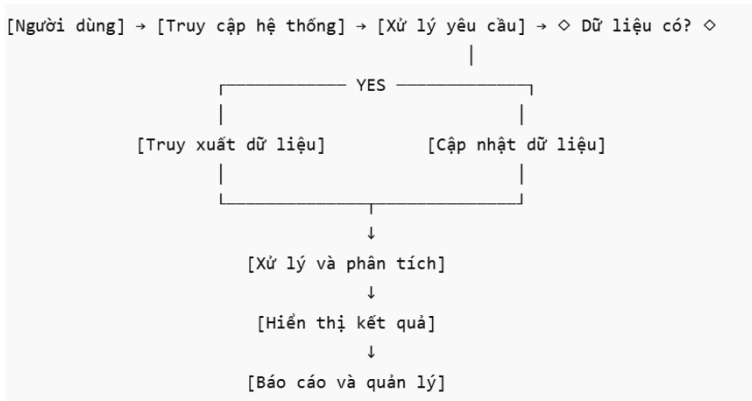 [Người dùng] → [Truy cập hệ thống] → [Xử lý yêu cầu] → ◇ Dữ liệu có? ◇
YES
[Truy xuất dữ liệu] [Cập nhật dữ liệu]
↓
[Xử lý và phân tích]
↓
[Hiển thị kết quả]
↓
[Báo cáo và quản lý]